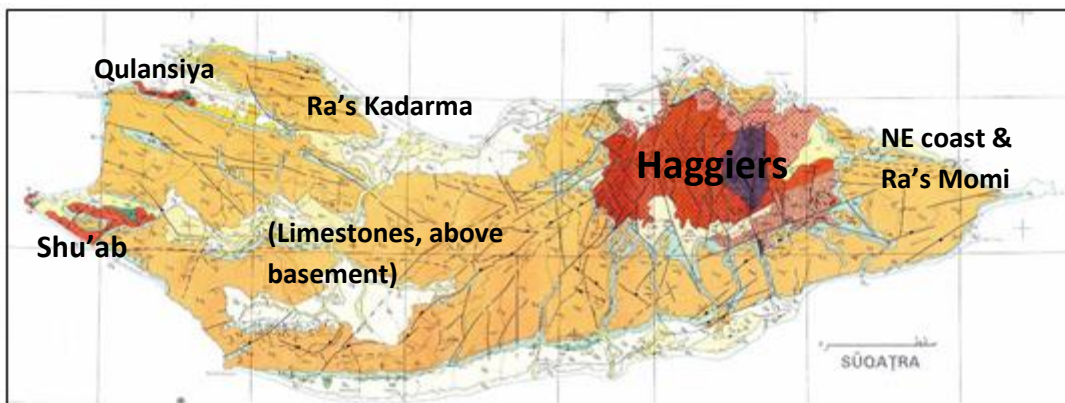 Qulansiya
Ra's Kadarma
NE coast &
Ra's Momi
Haggiers
Shu'ab
(Limestones, above
basement)
SŪQAṬRA